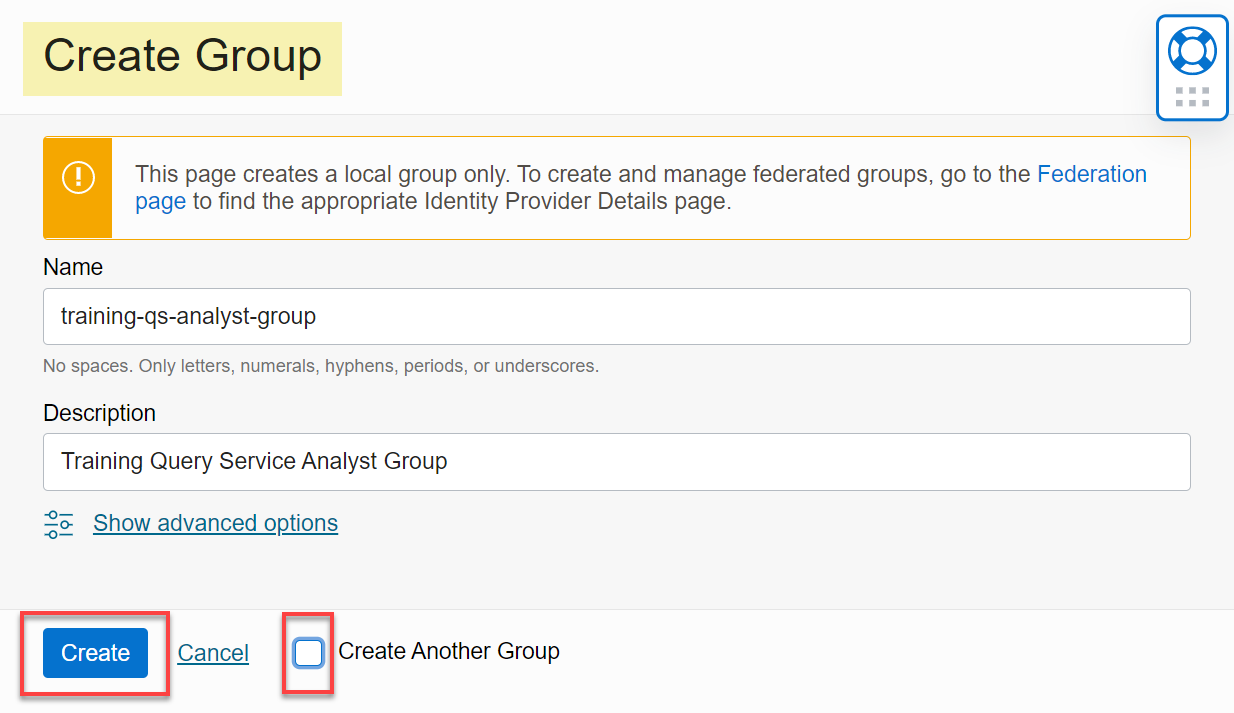 Create Group
This page creates a local group only. To create and manage federated groups, go to the Federation
page to find the appropriate Identity Provider Details page.
Name
training-qs-analyst-group
No spaces. Only letters, numerals, hyphens, periods, or underscores.
Description
Training Query Service Analyst Group
Show advanced options
Create Cancel Create Another Group